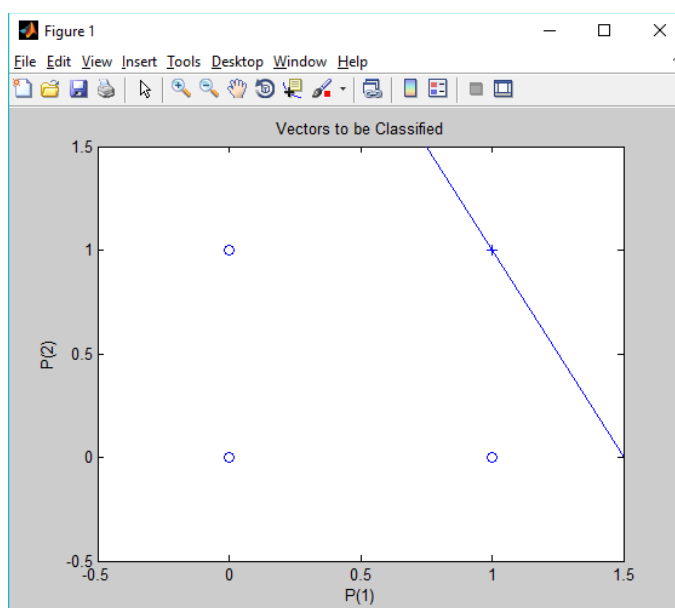 Figure 1
File Edit View Insert Tools Desktop Window Help
Vectors to be Classified
1.5
1
0.5
0
-0.5
P(2)
-0.5 0 0.5 1 1.5
P(1)